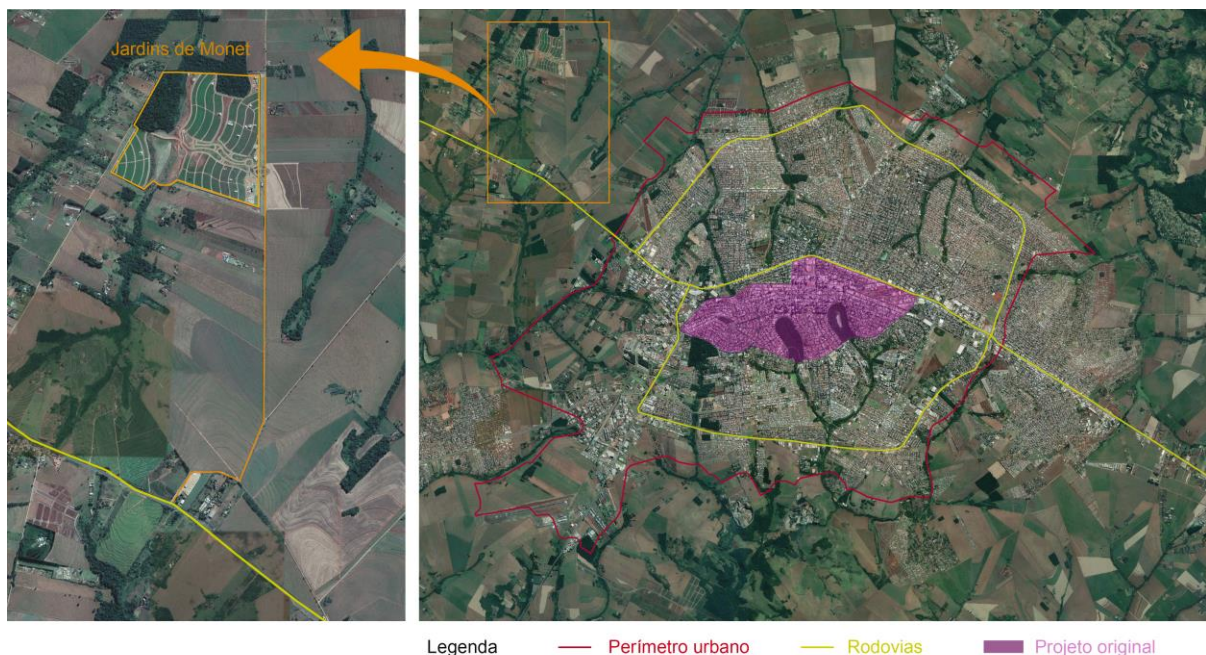 Jardins de Monet
Legenda
Perímetro urbano
Rodovias
Projeto original